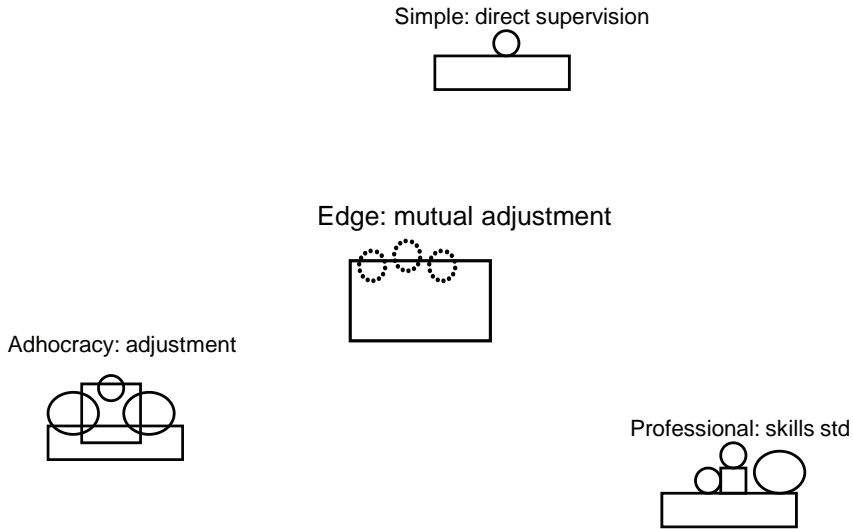 Simple: direct supervision
Edge: mutual adjustment
Adhocracy: adjustment
Professional: skills std